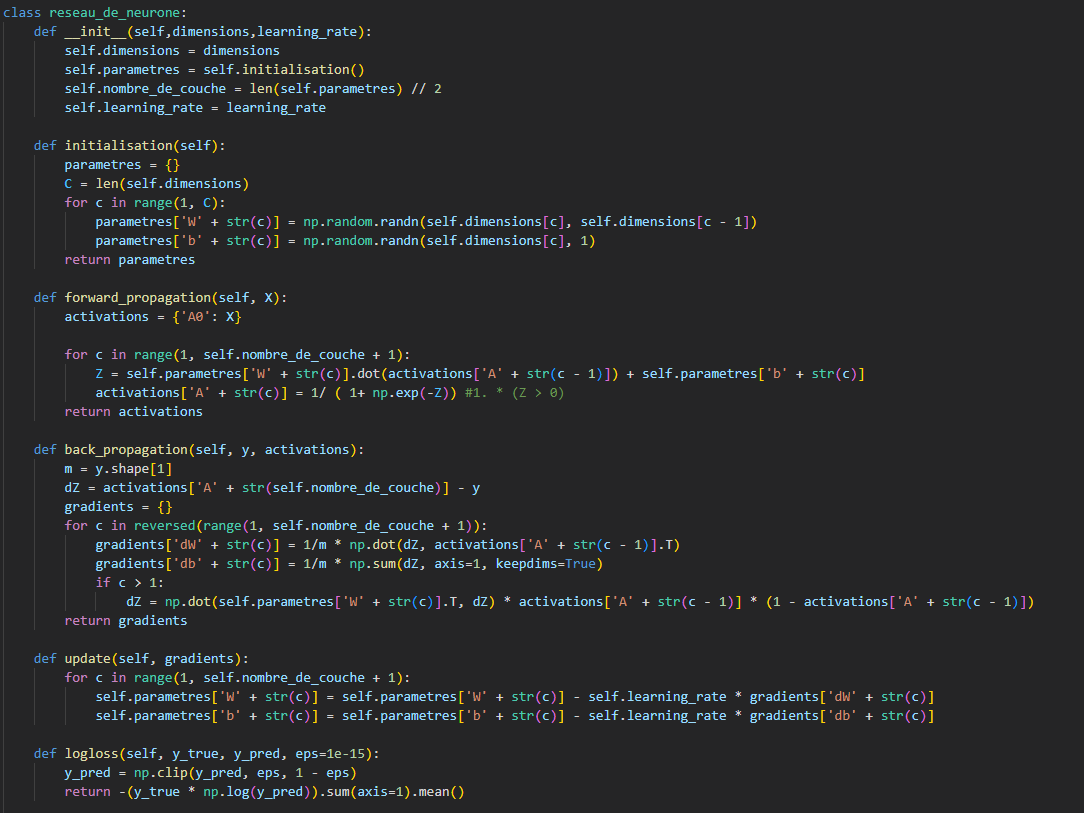 class reseau_de_neurone:
    def __init__(self,dimensions,learning_rate):
        self.dimensions = dimensions
        self.parametres = self.initialisation()
        self.nombre_de_couche = len(self.parametres) // 2
        self.learning_rate = learning_rate

    def initialisation(self):
        parametres = {}
        C = len(self.dimensions)
        for c in range(1, C):
            parametres['W' + str(c)] = np.random.randn(self.dimensions[c], self.dimensions[c - 1])
            parametres['b' + str(c)] = np.random.randn(self.dimensions[c], 1)
        return parametres

    def forward_propagation(self, X):
        activations = {'A0': X}

        for c in range(1, self.nombre_de_couche + 1):
            Z = self.parametres['W' + str(c)].dot(activations['A' + str(c - 1)]) + self.parametres['b' + str(c)]
            activations['A' + str(c)] = 1/ ( 1+ np.exp(-Z)) #1. * (Z > 0)
        return activations

    def back_propagation(self, y, activations):
        m = y.shape[1]
        dZ = activations['A' + str(self.nombre_de_couche)] - y
        gradients = {}
        for c in reversed(range(1, self.nombre_de_couche + 1)):
            gradients['dW' + str(c)] = 1/m * np.dot(dZ, activations['A' + str(c - 1)].T)
            gradients['db' + str(c)] = 1/m * np.sum(dZ, axis=1, keepdims=True)
            if c > 1:
                dZ = np.dot(self.parametres['W' + str(c)].T, dZ) * activations['A' + str(c - 1)] * (1 - activations['A' + str(c - 1)])
        return gradients

    def update(self, gradients):
        for c in range(1, self.nombre_de_couche + 1):
            self.parametres['W' + str(c)] = self.parametres['W' + str(c)] - self.learning_rate * gradients['dW' + str(c)]
            self.parametres['b' + str(c)] = self.parametres['b' + str(c)] - self.learning_rate * gradients['db' + str(c)]

    def logloss(self, y_true, y_pred, eps=1e-15):
        y_pred = np.clip(y_pred, eps, 1 - eps)
        return -(y_true * np.log(y_pred)).sum(axis=1).mean()